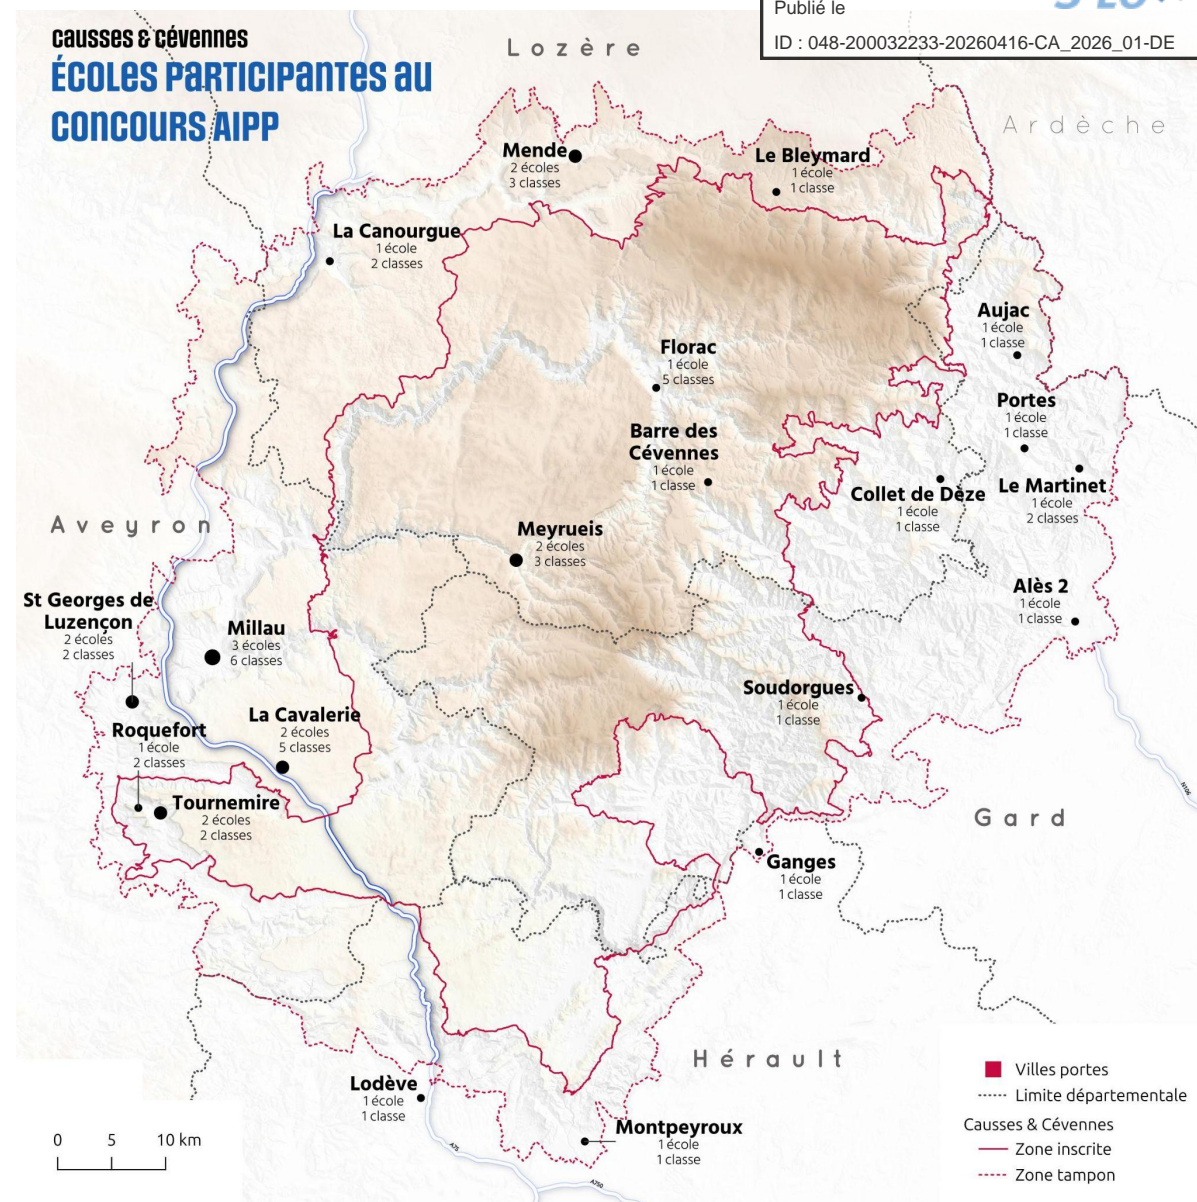 causses & cévennes
ÉCOLES PARTICIPANTES AU
CONCOURS AIPP
Publié le
ID : 048-200032233-20260416-CA_2026_01-DE
Lozère
Ardèche
Mende
2 écoles
3 classes
Le Bleymard
1 école
1 classe
La Canourgue
1 école
2 classes
Aujac
1 école
1 classe
Florac
1 école
5 classes
Portes
1 école
1 classe
Barre des
Cévennes
1 école
1 classe
Collet de Dèze
1 école
1 classe
Le Martinet
1 école
2 classes
Aveyron
Meyrueis
2 écoles
3 classes
Alès 2
1 école
1 classe
St Georges de
Luzençon
2 écoles
2 classes
Millau
3 écoles
6 classes
Soudorgues
1 école
1 classe
La Cavalerie
2 écoles
5 classes
Roquefort
1 école
2 classes
Tournemire
2 écoles
2 classes
N106
Gard
Ganges
1 école
1 classe
Hérault
Lodève
1 école
1 classe
Montpeyroux
1 école
1 classe
A75
A750
0 5 10 km
Villes portes
Limite départementale
Causses & Cévennes
Zone inscrite
Zone tampon